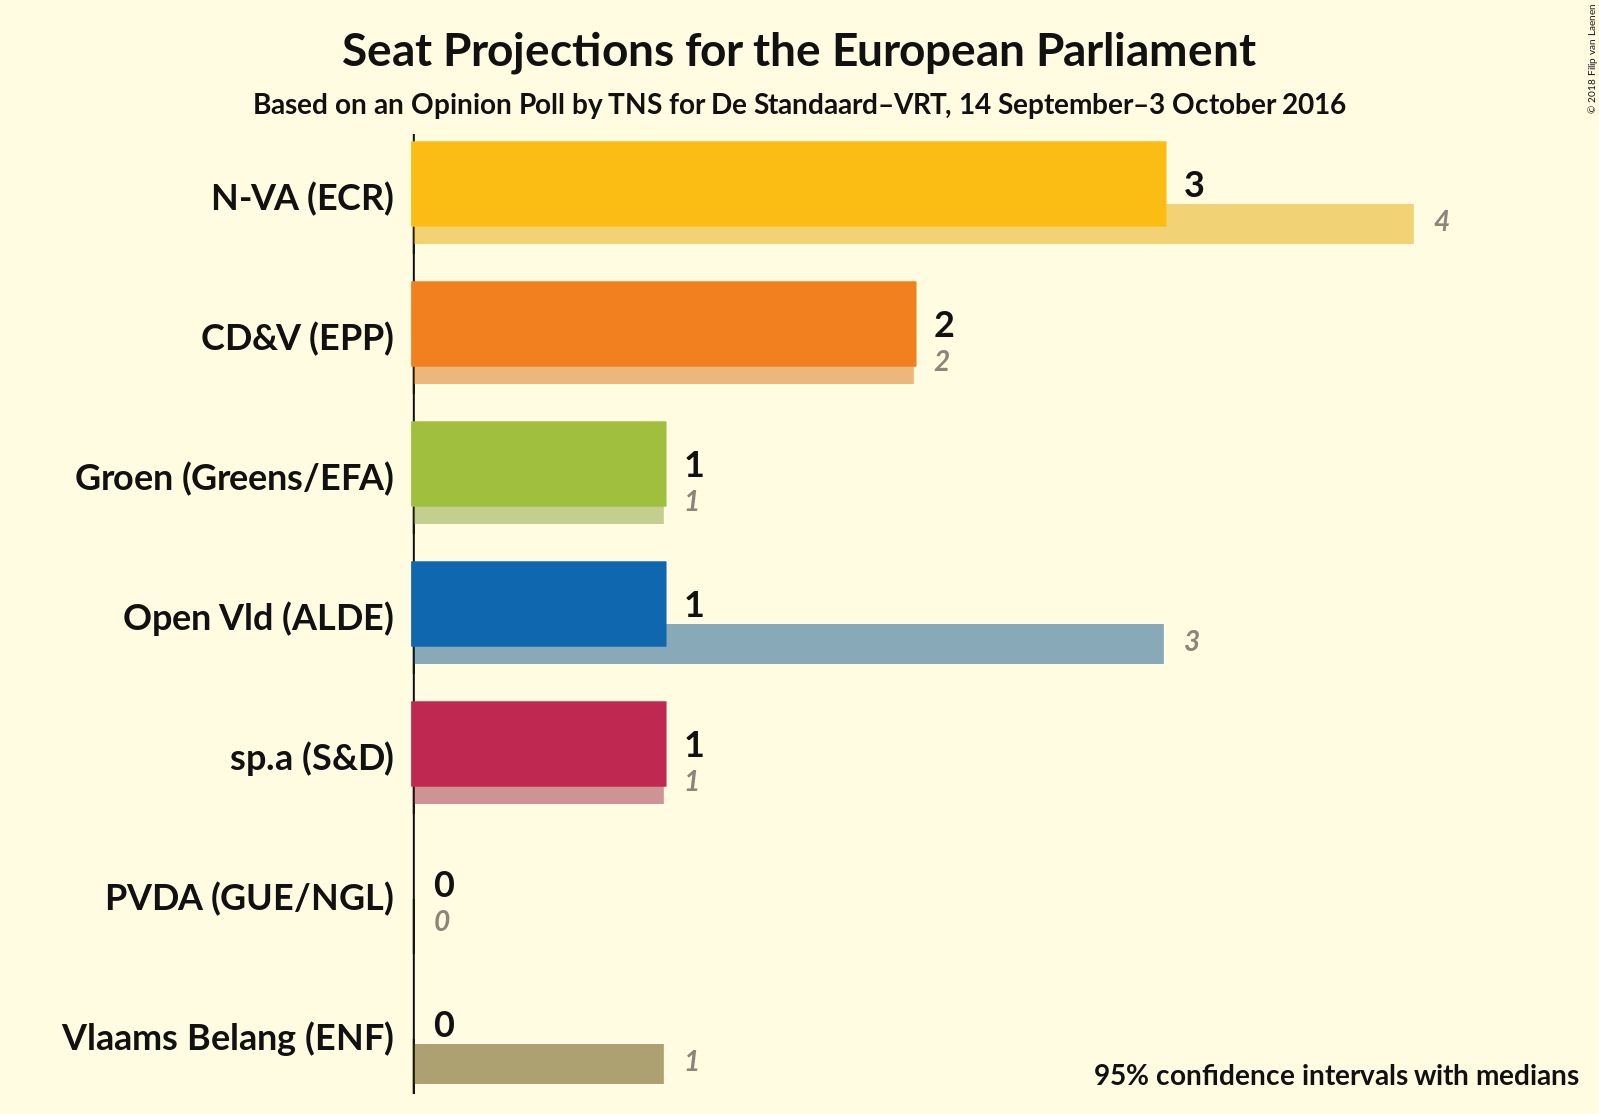 Seat Projections for the European Parliament
Based on an Opinion Poll by TNS for De Standaard–VRT, 14 September–3 October 2016
© 2018 Filip van Laenen
N-VA (ECR)
3
4
CD&V (EPP)
2
2
Groen (Greens/EFA)
1
1
Open Vld (ALDE)
1
3
sp.a (S&D)
1
1
PVDA (GUE/NGL)
0
0
Vlaams Belang (ENF)
0
1
95% confidence intervals with medians